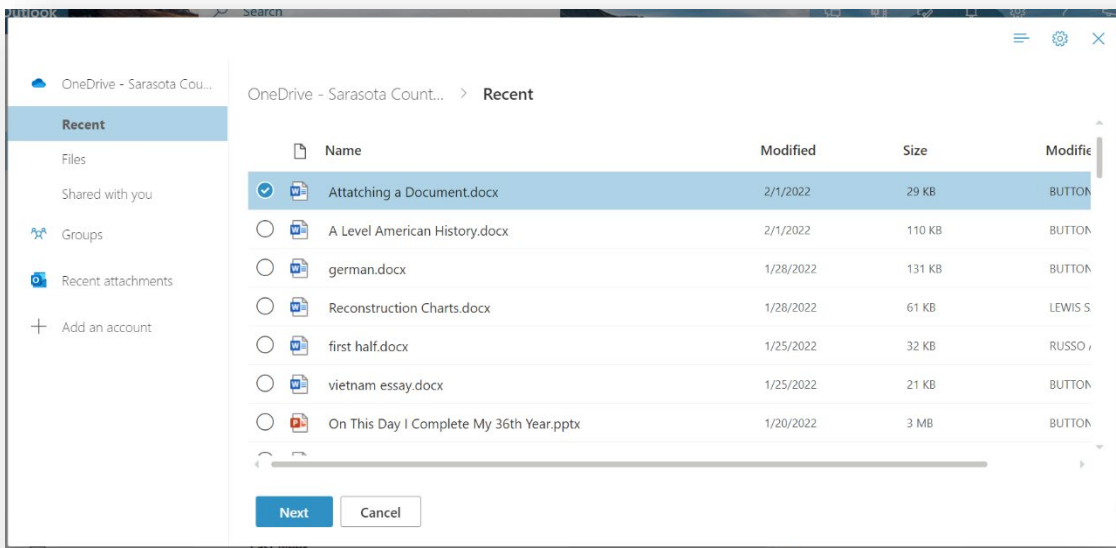 Outlook
Search
OneDrive - Sarasota Cou...
Recent
Files
Shared with you
Groups
Recent attachments
Add an account
OneDrive - Sarasota Count... > Recent
Name Modified Size Modifie
Attatching a Document.docx 2/1/2022 29 KB BUTTON
A Level American History.docx 2/1/2022 110 KB BUTTON
german.docx 1/28/2022 131 KB BUTTON
Reconstruction Charts.docx 1/28/2022 61 KB LEWIS S
first half.docx 1/25/2022 32 KB RUSSO
vietnam essay.docx 1/25/2022 21 KB BUTTON
On This Day I Complete My 36th Year.pptx 1/20/2022 3 MB BUTTON
Next Cancel